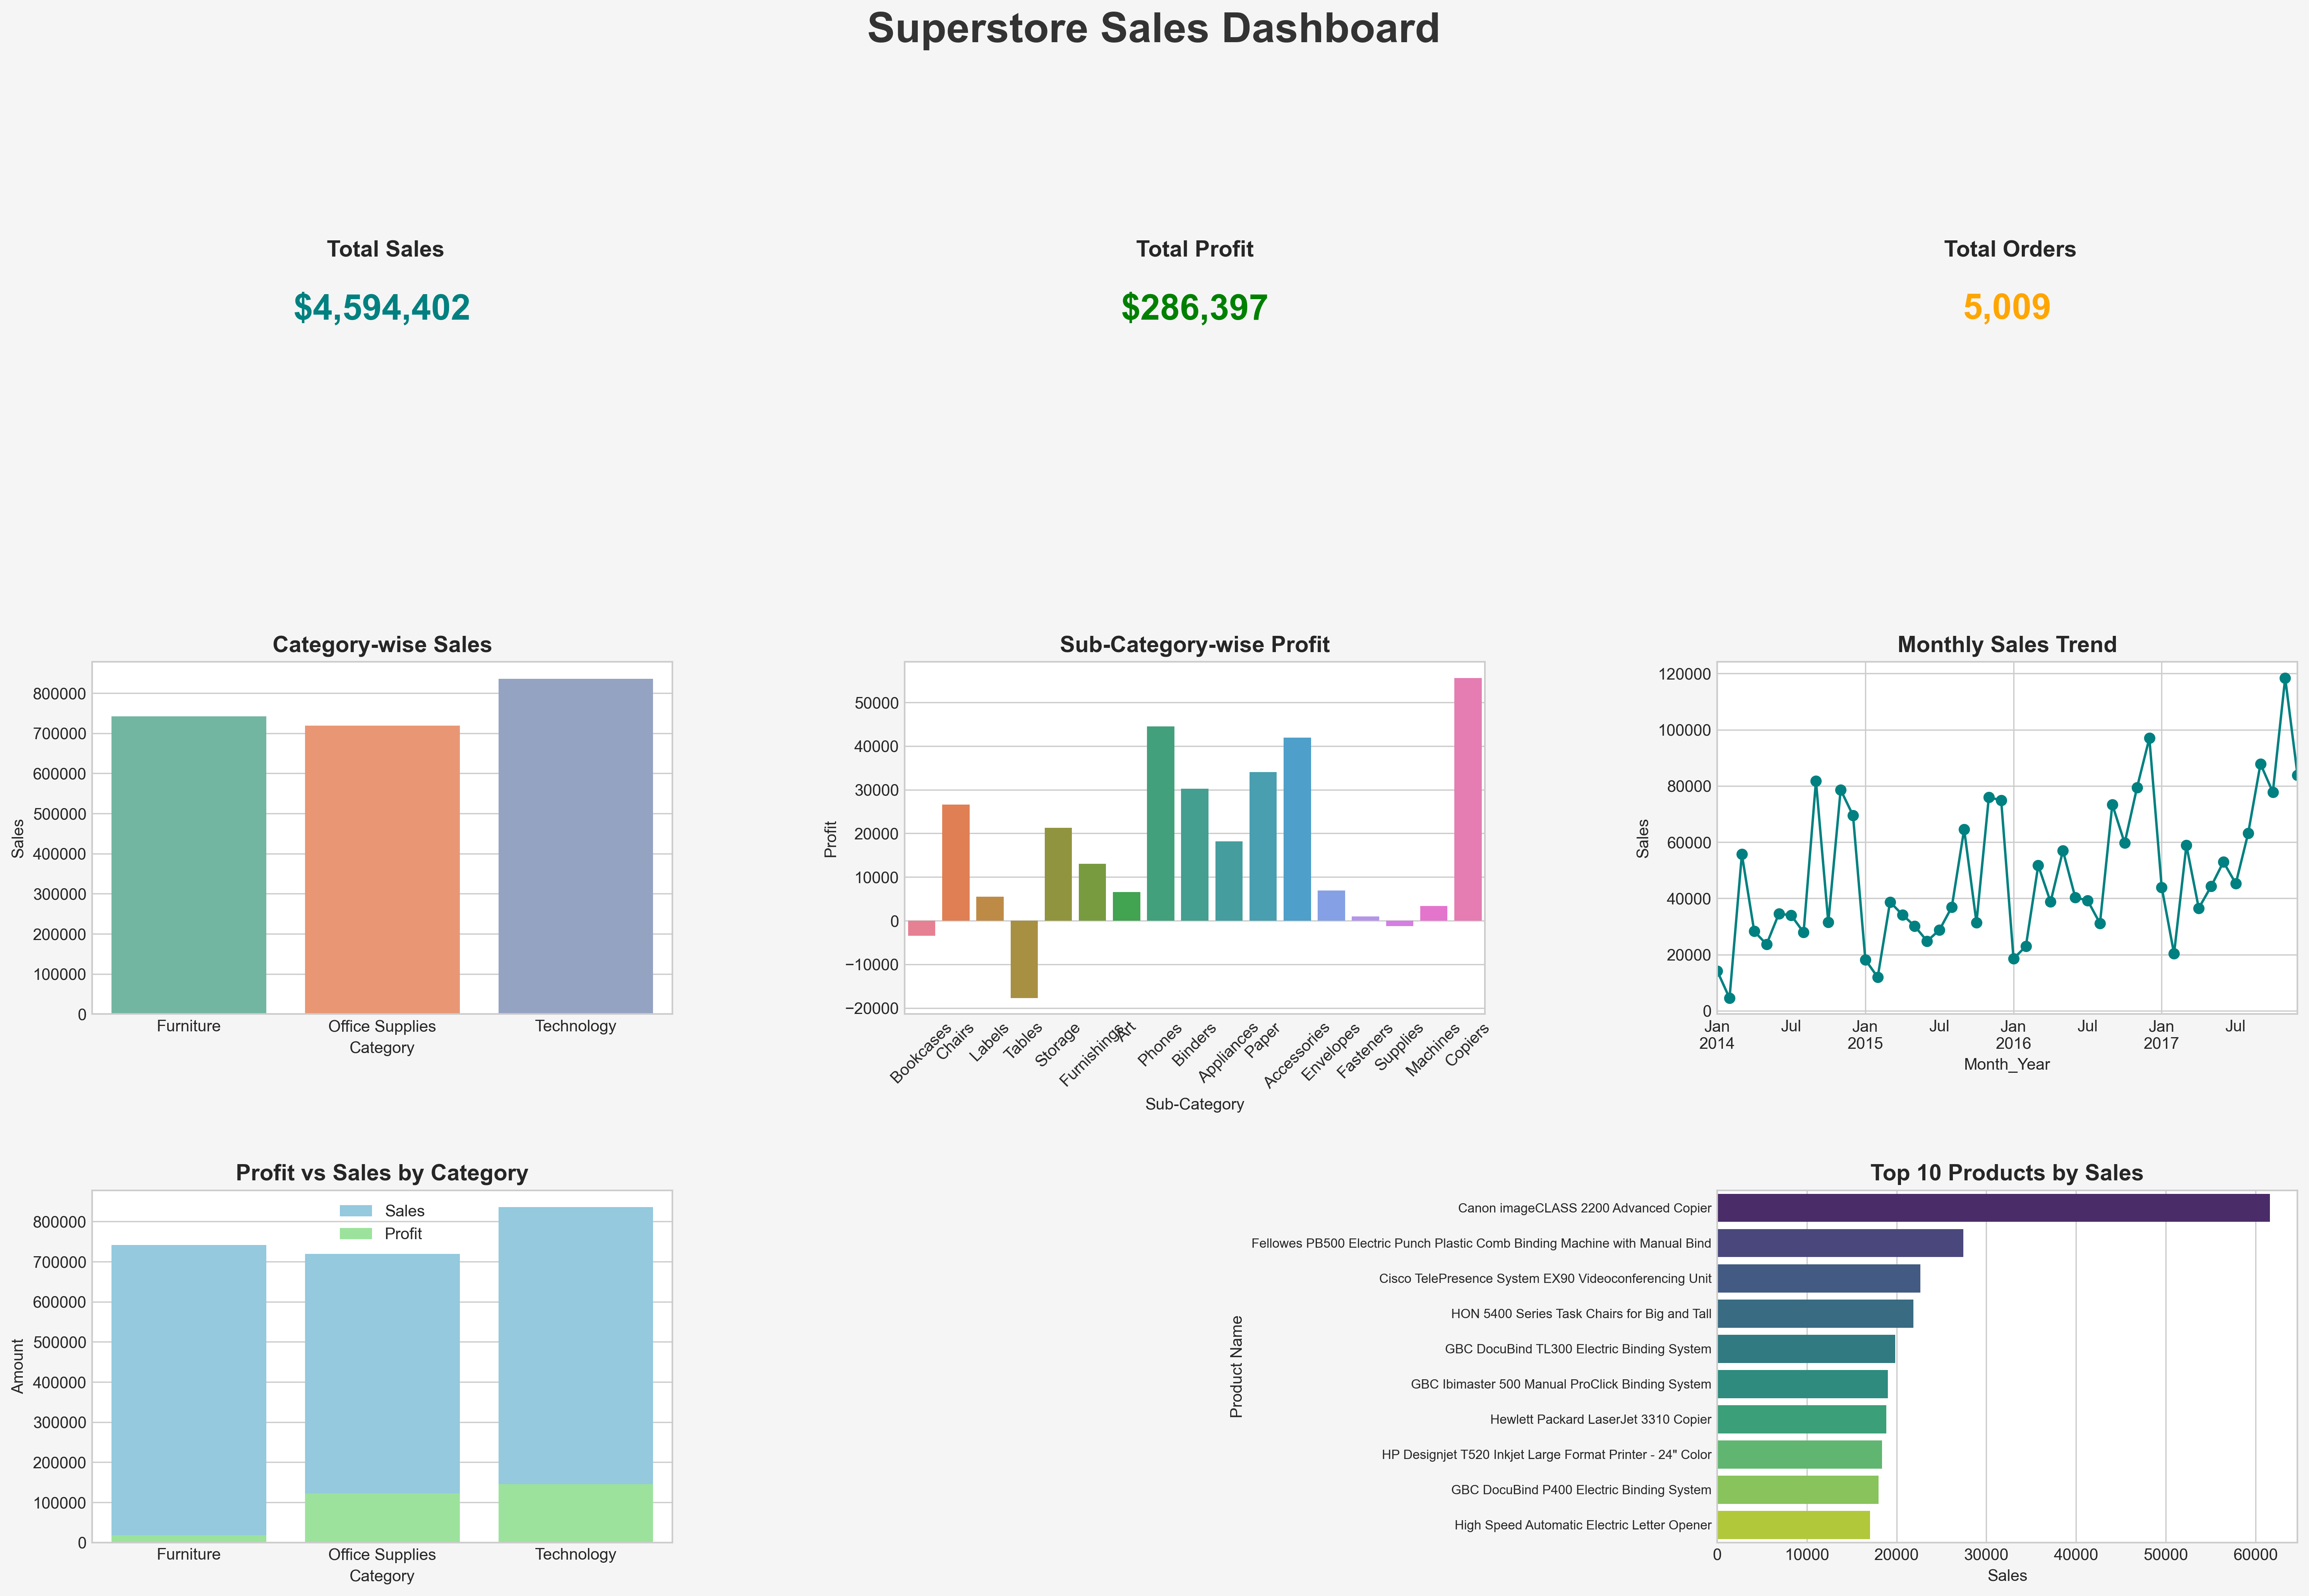 Superstore Sales Dashboard
Total Sales
$4,594,402
Total Profit
$286,397
Total Orders
5,009
Category-wise Sales
Sales
800000
700000
600000
500000
400000
300000
200000
100000
0
Furniture Office Supplies Technology
Category
Sub-Category-wise Profit
Profit
50000
40000
30000
20000
10000
0
−10000
−20000
Bookcases
Chairs
Labels
Tables
Storage
Furnishings
Art
Phones
Binders
Appliances
Paper
Accessories
Envelopes
Fasteners
Supplies
Machines
Copiers
Sub-Category
Monthly Sales Trend
Sales
120000
100000
80000
60000
40000
20000
0
Jan Jul Jan Jul Jan Jul Jan Jul
2014 2015 2016 2017
Month_Year
Profit vs Sales by Category
Sales
Profit
Amount
800000
700000
600000
500000
400000
300000
200000
100000
0
Furniture Office Supplies Technology
Category
Top 10 Products by Sales
Product Name
Canon imageCLASS 2200 Advanced Copier
Fellowes PB500 Electric Punch Plastic Comb Binding Machine with Manual Bind
Cisco TelePresence System EX90 Videoconferencing Unit
HON 5400 Series Task Chairs for Big and Tall
GBC DocuBind TL300 Electric Binding System
GBC Ibimaster 500 Manual ProClick Binding System
Hewlett Packard LaserJet 3310 Copier
HP Designjet T520 Inkjet Large Format Printer - 24" Color
GBC DocuBind P400 Electric Binding System
High Speed Automatic Electric Letter Opener
0 10000 20000 30000 40000 50000 60000
Sales